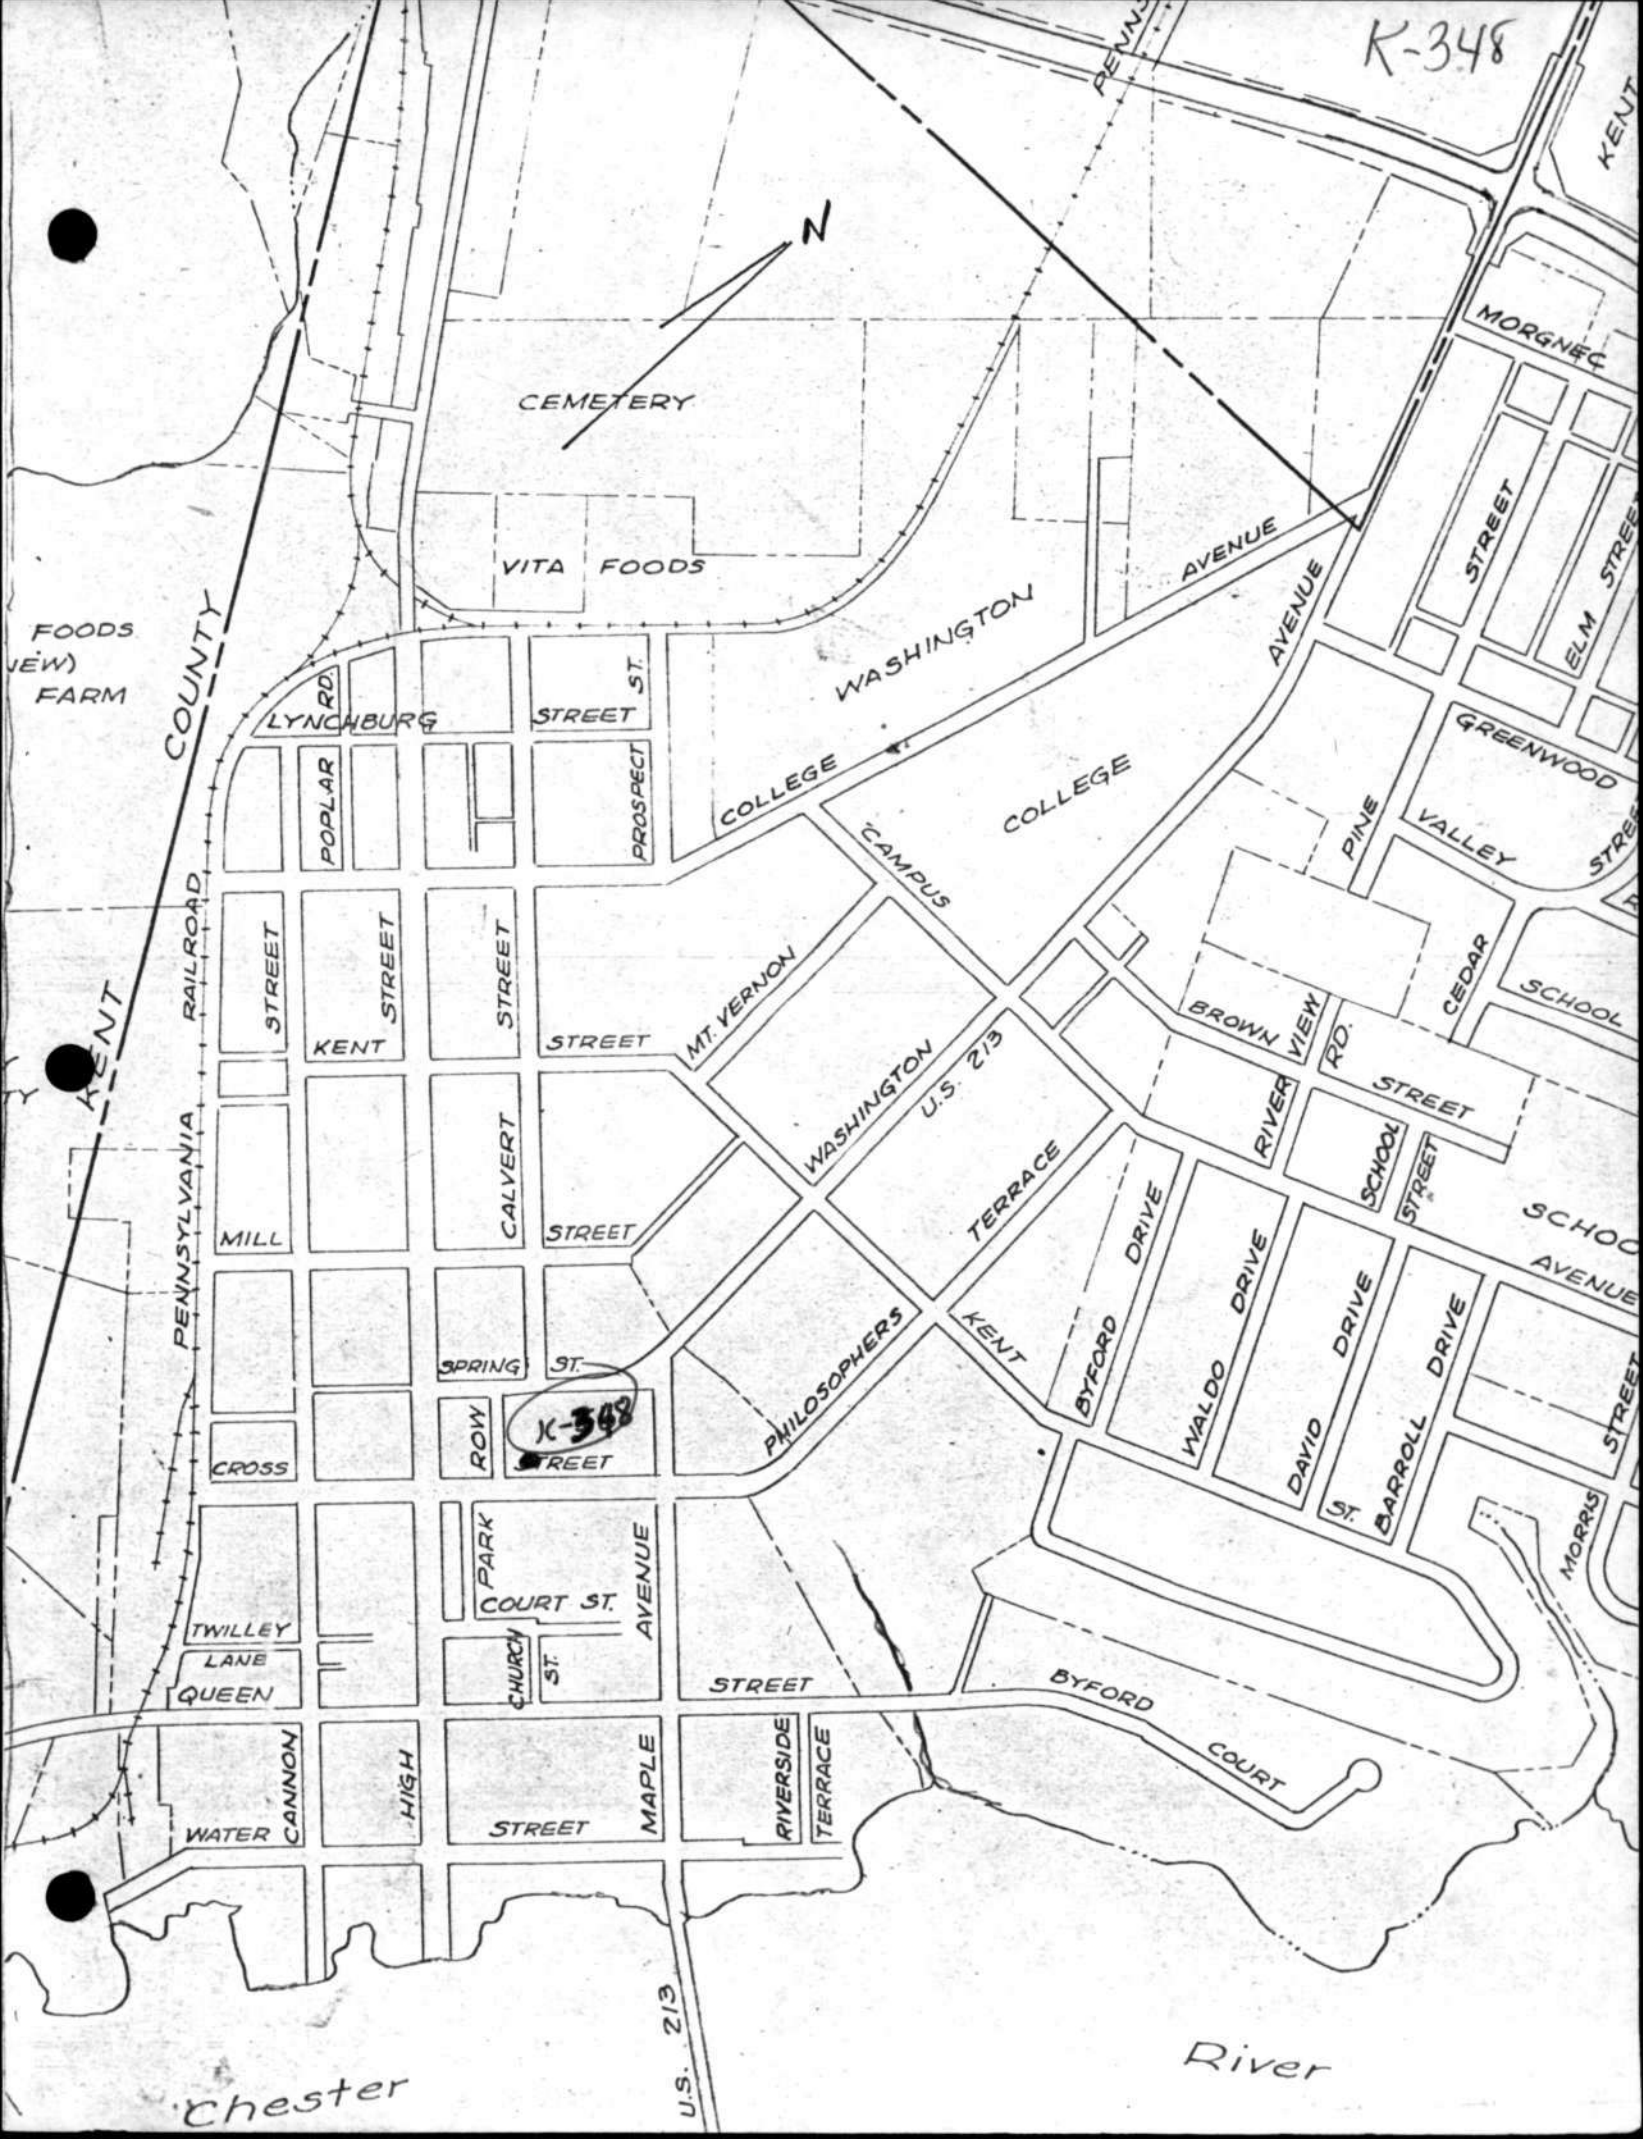 K-348
PENNS
KENT
N
MORGNEC
CEMETERY
STREET
STREET
AVENUE
VITA FOODS
AVENUE
ELM
WASHINGTON
FOODS
FARM
COUNTY
RD.
ST.
LYNCHBURG STREET
GREENWOOD
COLLEGE
COLLEGE
POPLAR
PROSPECT
PINE
VALLEY
CAMPUS
RAILROAD
STREET
STREET
STREET
CEDAR
SCHOOL
MT. VERNON
BROWN
VIEW
RD.
KENT
KENT STREET
WASHINGTON
U.S. 213
STREET
RIVER
PENNSYLVANIA
CALVERT
SCHOOL
STREET
TERRACE
DRIVE
MILL STREET
DRIVE
AVENUE
SPRING ST.
PHILOSOPHERS
KENT
BYFORD
DRIVE
DRIVE
WALDO
STREET
ROW
K-348
CROSS STREET
DAVID
ST.
BARROLL
MORRIS
PARK
COURT ST.
AVENUE
TWILLEY
LANE
CHURCH
ST.
QUEEN STREET
BYFORD
COURT
CANNON
HIGH
MAPLE
RIVERSIDE
TERRACE
WATER STREET
U.S. 213
Chester River